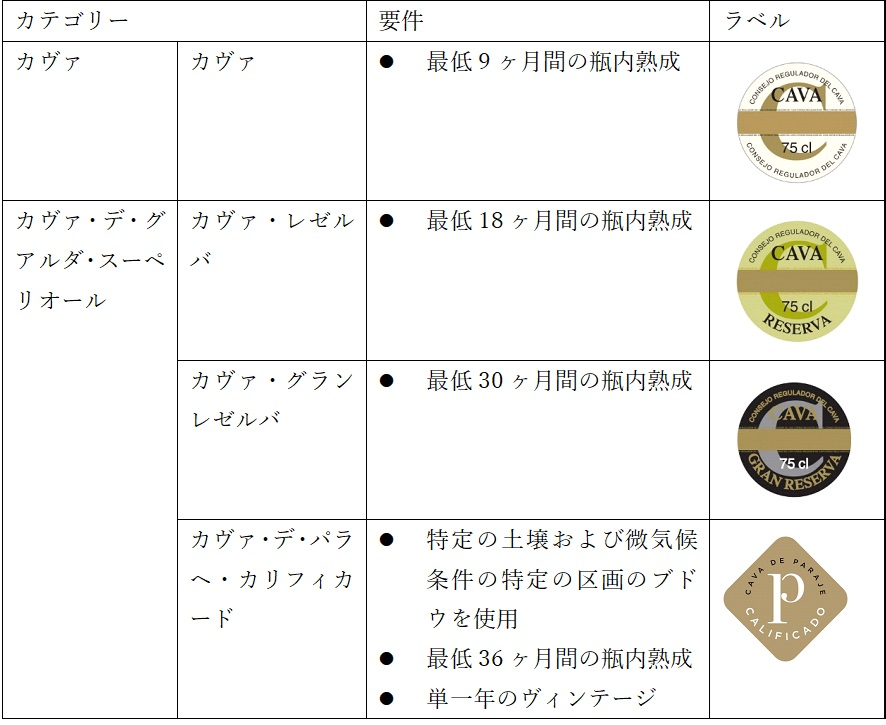 カテゴリー
要件
ラベル
カヴァ
カヴァ
● 最低 9 ヶ月間の瓶内熟成
CONSEJO REGULADOR DEL CAVA
CAVA
75 cl
CONSEJO REGULADOR DEL CAVA
カヴァ・デ・グ
アルダ・スーペ
リオール
カヴァ・レゼル
バ
● 最低 18 ヶ月間の瓶内熟成
CONSEJO REGULADOR DEL CAVA
CAVA
75 cl
RESERVA
カヴァ・グラン
レゼルバ
● 最低 30 ヶ月間の瓶内熟成
CONSEJO REGULADOR DEL CAVA
CAVA
75 cl
GRAN RESERVA
カヴァ・デ・パラ
ヘ・カリフィカ
ード
● 特定の土壌および微気候
条件の特定の区画のブド
ウを使用
● 最低 36 ヶ月間の瓶内熟成
● 単一年のヴィンテージ
CAVA DE PARAJE
p
CALIFICADO